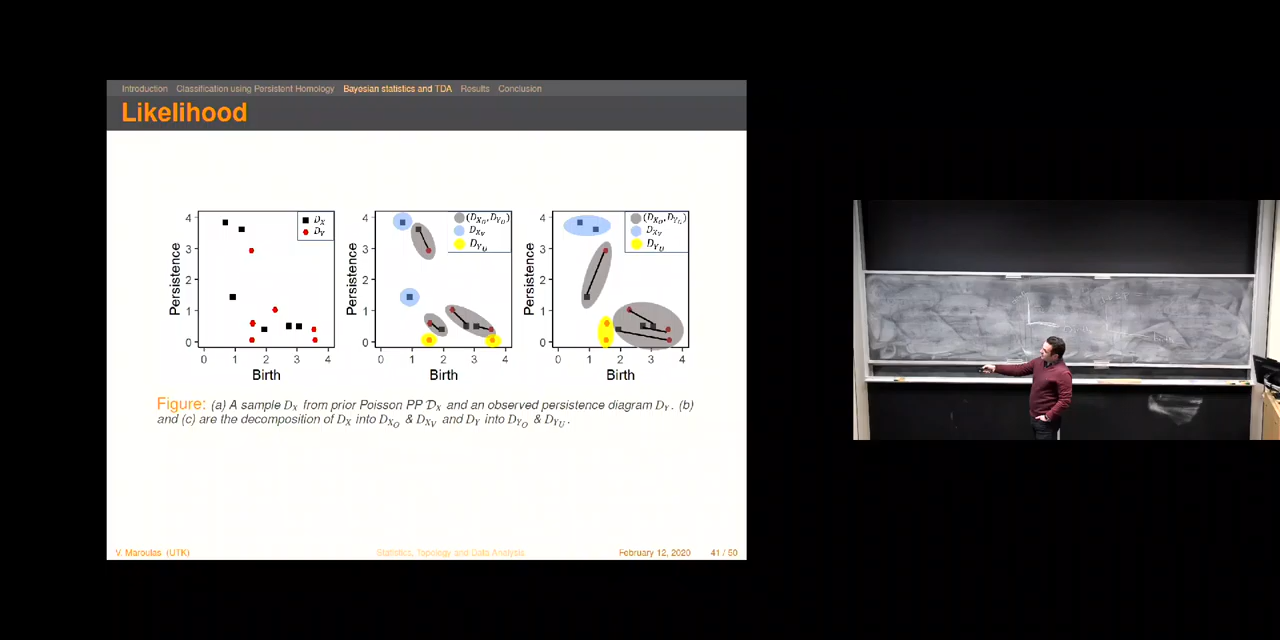 Introduction Classification using Persistent Homology Bayesian statistics and TDA Results Conclusion
Likelihood
4 3 2 1 0
Persistence
0 1 2 3 4
Birth
D_X
D_Y
4 3 2 1 0
Persistence
0 1 2 3 4
Birth
(D_{X_O}, D_{Y_O})
D_{X_V}
D_{Y_U}
4 3 2 1 0
Persistence
0 1 2 3 4
Birth
(D_{X_O}, D_{Y_O})
D_{X_V}
D_{Y_U}
Figure: (a) A sample D_X from prior Poisson PP 𝒟_X and an observed persistence diagram D_Y. (b)
and (c) are the decomposition of D_X into D_{X_O} & D_{X_V} and D_Y into D_{Y_O} & D_{Y_U}.
V. Maroulas (UTK) Statistics, Topology and Data Analysis February 12, 2020 41 / 50